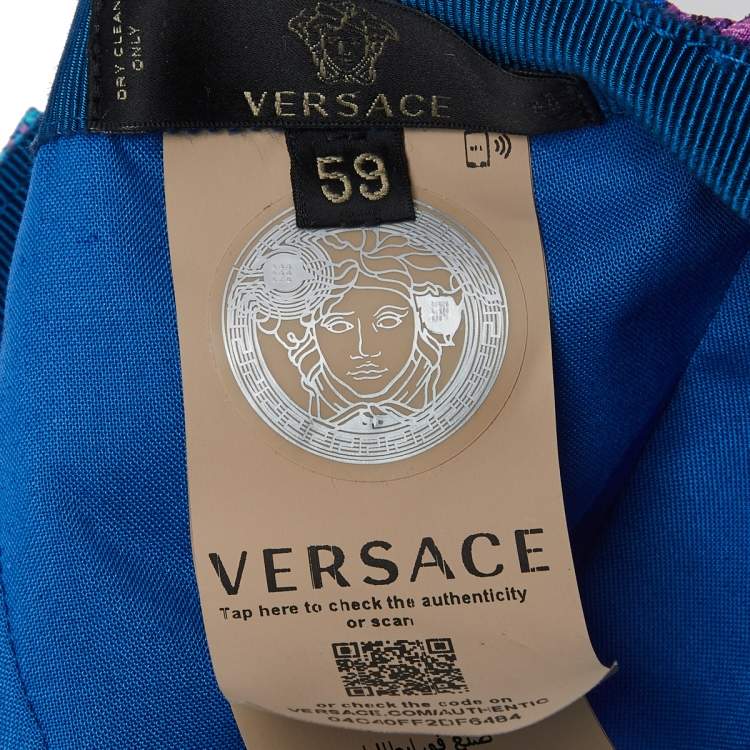 DRY CLEAN
ONLY
VERSACE
59
VERSACE
Tap here to check the authenticity
or scan
or check the code on
VERSACE.COM/AUTHENTIC
04C40FF2DF6484